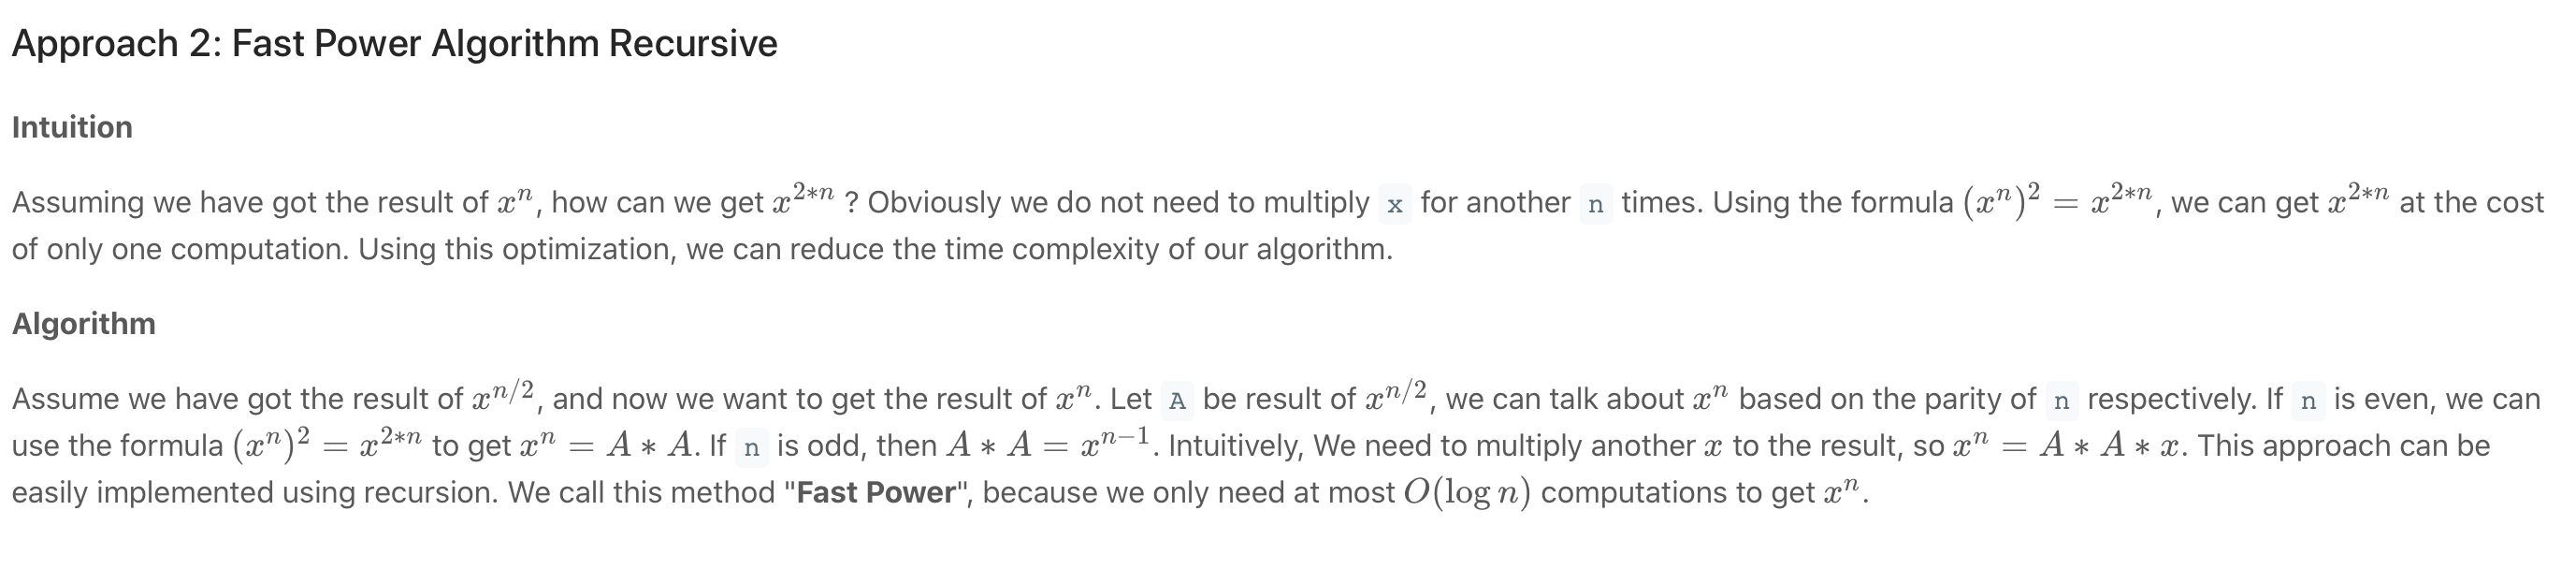 Approach 2: Fast Power Algorithm Recursive
Intuition
Assuming we have got the result of $x^n$, how can we get $x^{2*n}$ ? Obviously we do not need to multiply x for another n times. Using the formula $(x^n)^2 = x^{2*n}$, we can get $x^{2*n}$ at the cost
of only one computation. Using this optimization, we can reduce the time complexity of our algorithm.
Algorithm
Assume we have got the result of $x^{n/2}$, and now we want to get the result of $x^n$. Let A be result of $x^{n/2}$, we can talk about $x^n$ based on the parity of n respectively. If n is even, we can
use the formula $(x^n)^2 = x^{2*n}$ to get $x^n = A * A$. If n is odd, then $A * A = x^{n-1}$. Intuitively, We need to multiply another $x$ to the result, so $x^n = A * A * x$. This approach can be
easily implemented using recursion. We call this method "Fast Power", because we only need at most $O(\log n)$ computations to get $x^n$.